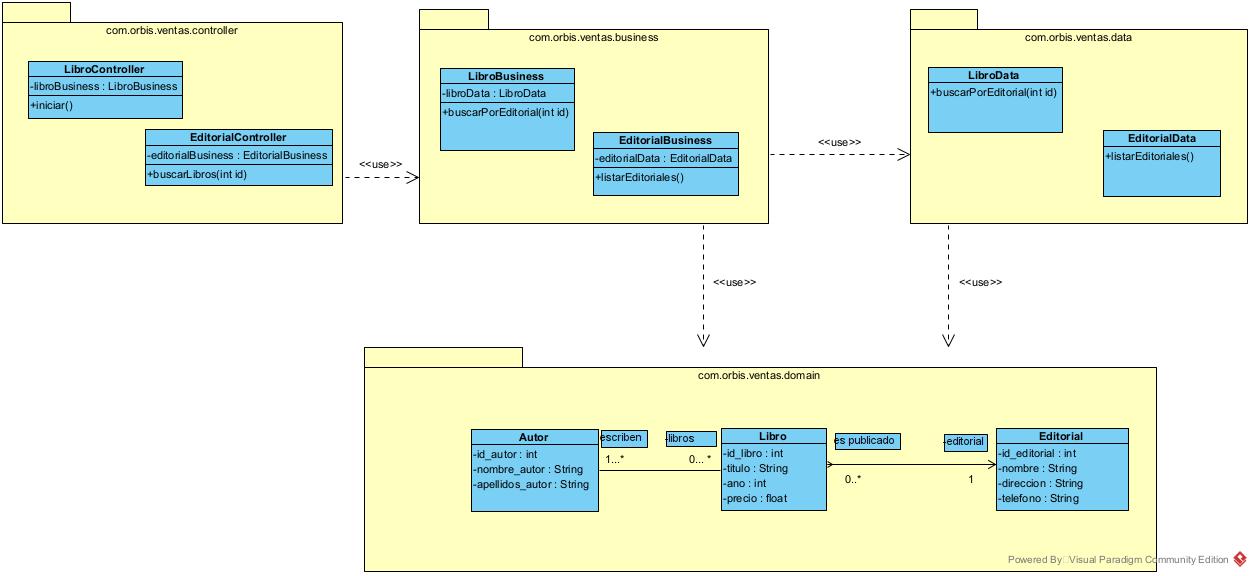 com.orbis.ventas.controller
LibroController
-libroBusiness : LibroBusiness
+iniciar()
EditorialController
-editorialBusiness : EditorialBusiness
+buscarLibros(int id)
<<use>>
com.orbis.ventas.business
LibroBusiness
-libroData : LibroData
+buscarPorEditorial(int id)
EditorialBusiness
-editorialData : EditorialData
+listarEditoriales()
<<use>>
com.orbis.ventas.data
LibroData
+buscarPorEditorial(int id)
EditorialData
+listarEditoriales()
<<use>>
<<use>>
com.orbis.ventas.domain
Autor
-id_autor : int
-nombre_autor : String
-apellidos_autor : String
escriben
1...*
-libros
0... *
Libro
-id_libro : int
-titulo : String
-ano : int
-precio : float
es publicado
0..*
-editorial
1
Editorial
-id_editorial : int
-nombre : String
-direccion : String
-telefono : String
Powered By Visual Paradigm Community Edition